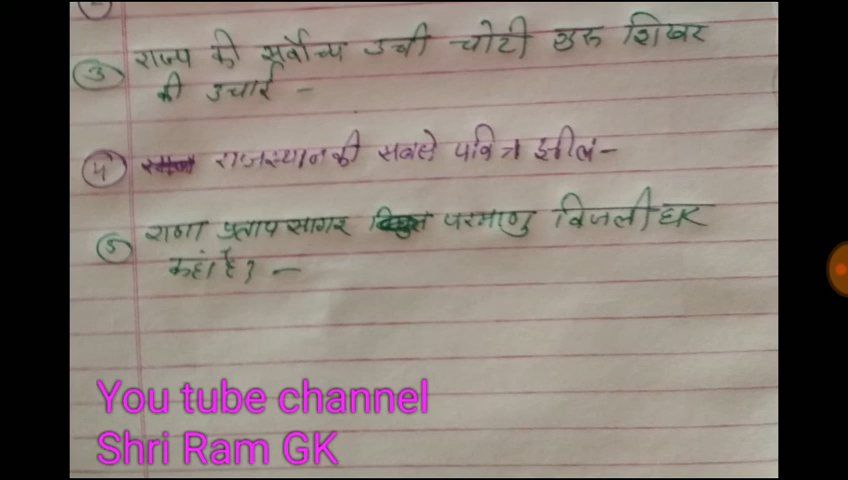 ③ राज्य की सर्वोच्य उची चोटी गुरु शिखर
की उचाई -
④ राजस्थान की सबसे पवित्र झील -
⑤ राणा प्रताप सागर परमाणु बिजली घर
कहां है? -
You tube channel
Shri Ram GK